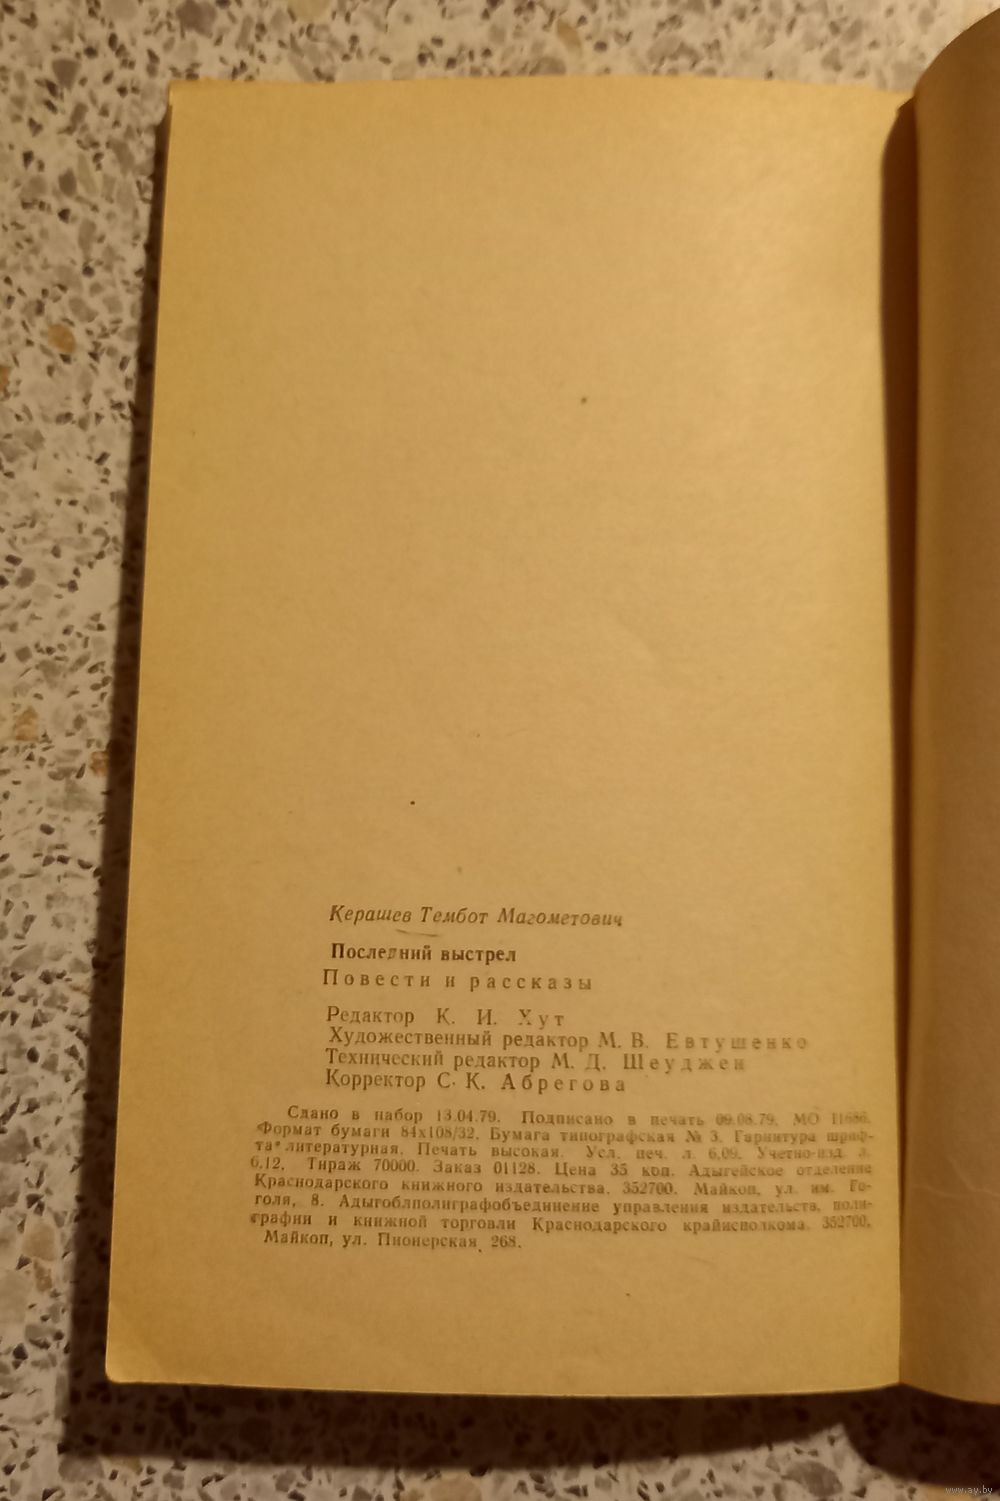 Керашев Тембот Магометович
Последний выстрел
Повести и рассказы
Редактор К. И. Хут
Художественный редактор М. В. Евтушенко
Технический редактор М. Д. Шеуджен
Корректор С. К. Абрегова
Сдано в набор 13.04.79. Подписано в печать 09.08.79. МО 11686.
Формат бумаги 84х108/32. Бумага типографская № 3. Гарнитура шриф-
та литературная. Печать высокая. Усл. печ. л. 6,09. Учетно-изд. л.
6,12. Тираж 70000. Заказ 01128. Цена 35 коп. Адыгейское отделение
Краснодарского книжного издательства. 352700. Майкоп, ул. им. Го-
голя, 8. Адыгоблполиграфобъединение управления издательств, поли-
графии и книжной торговли Краснодарского крайисполкома. 352700.
Майкоп, ул. Пионерская, 268.
www.ay.by